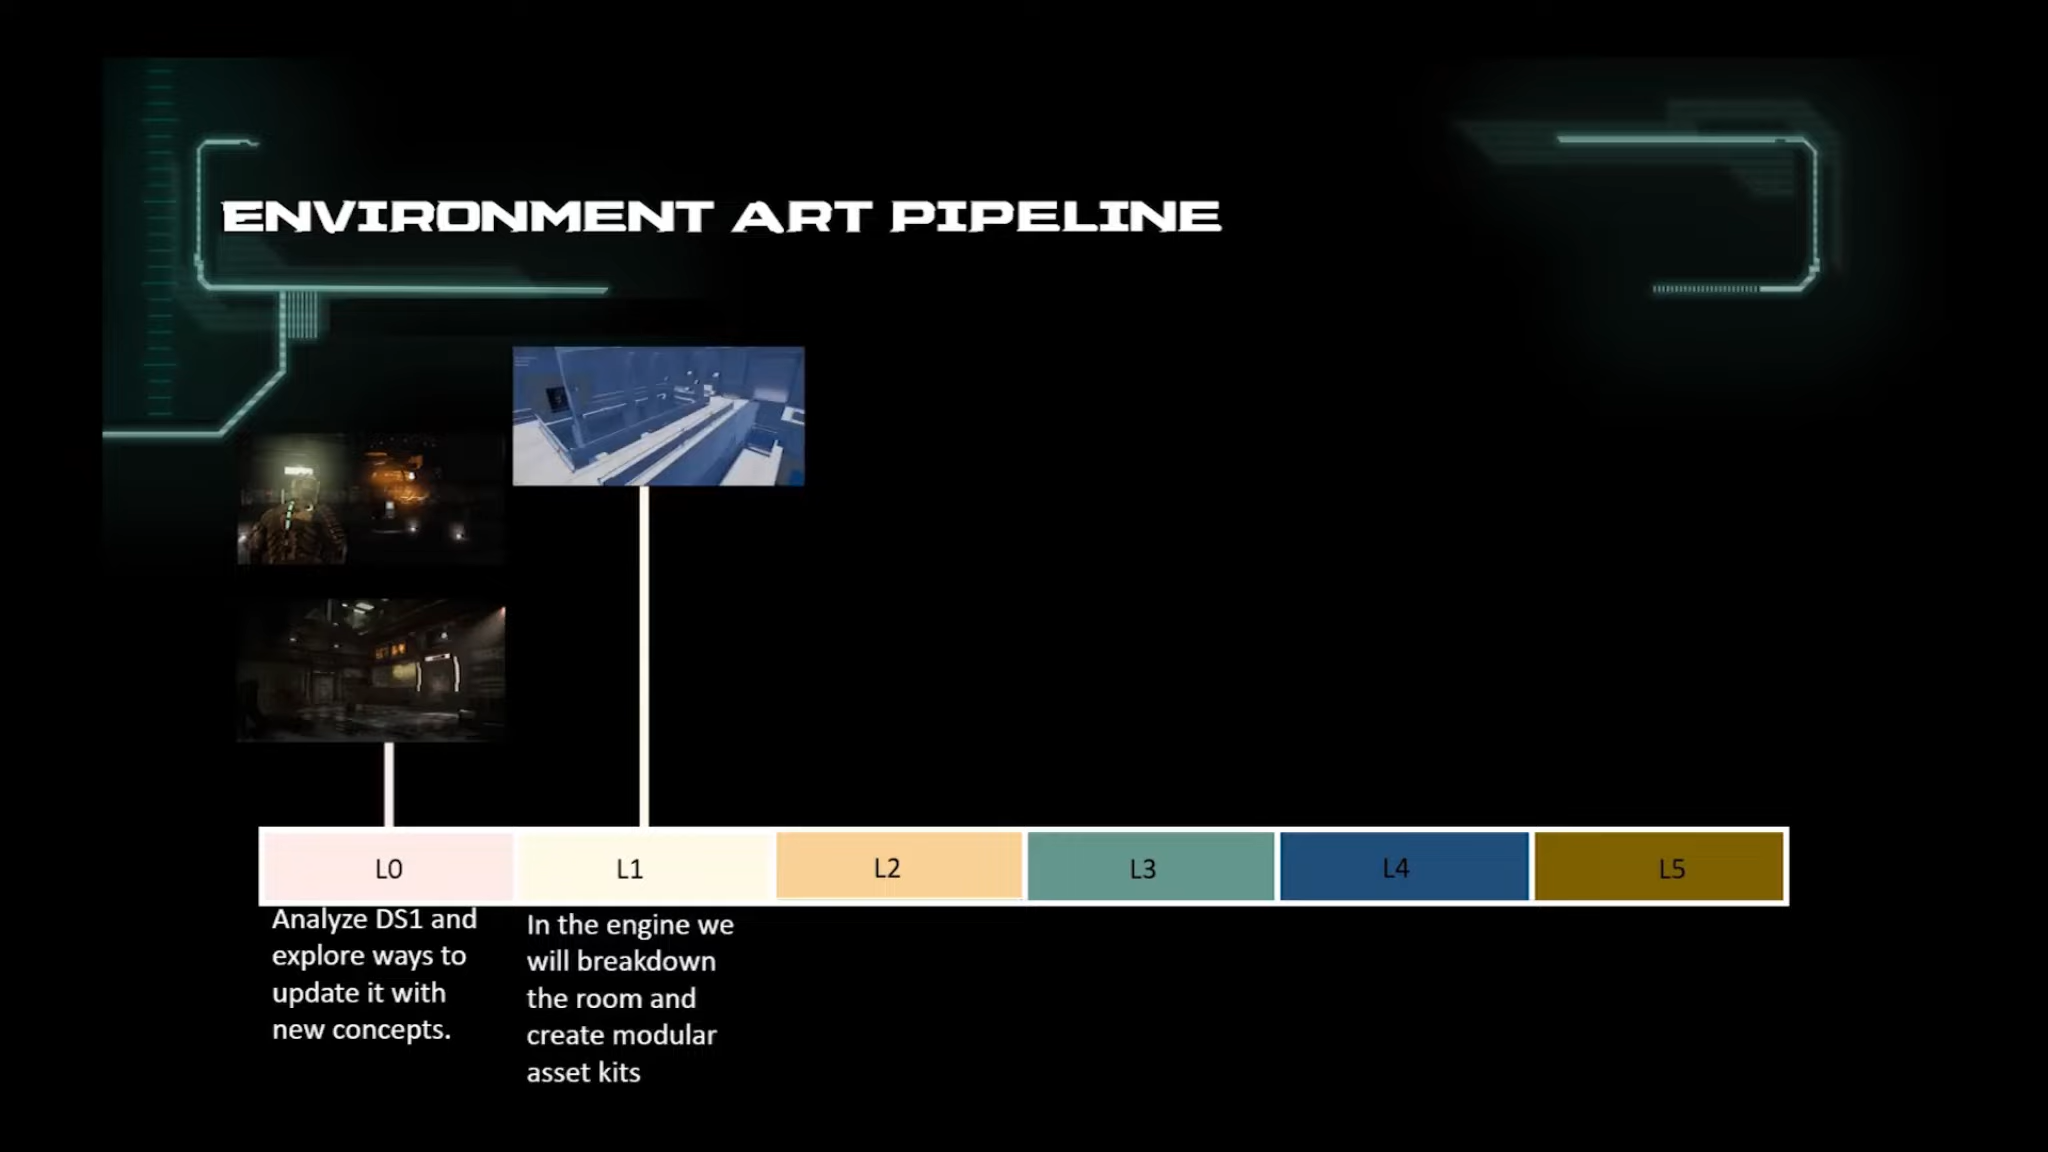 ENVIRONMENT ART PIPELINE
L0
L1
L2
L3
L4
L5
Analyze DS1 and
explore ways to
update it with
new concepts.
In the engine we
will breakdown
the room and
create modular
asset kits